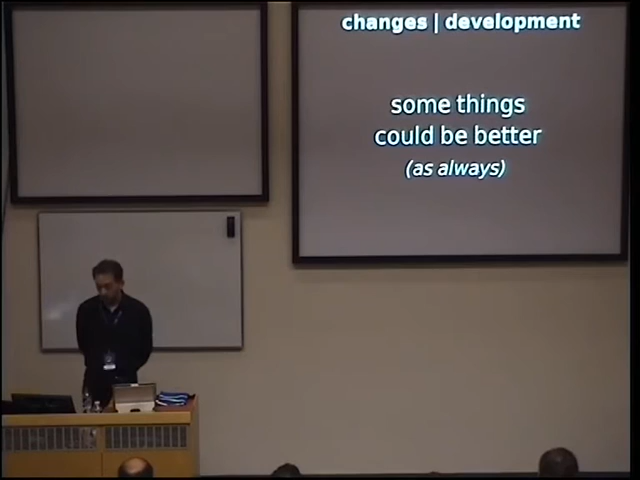 changes | development
some things
could be better
(as always)